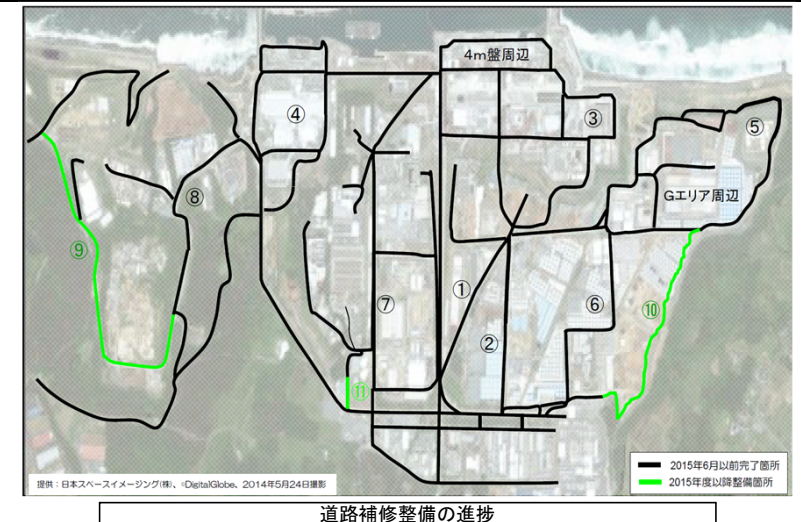 4m盤周辺
④
③
⑤
Gエリア周辺
⑧
⑨
①
⑦
⑥
⑩
②
⑪
2015年6月以前完了箇所
2015年度以降整備箇所
提供:日本スペースイメージング(株)、©DigitalGlobe、2014年5月24日撮影
道路補修整備の進捗